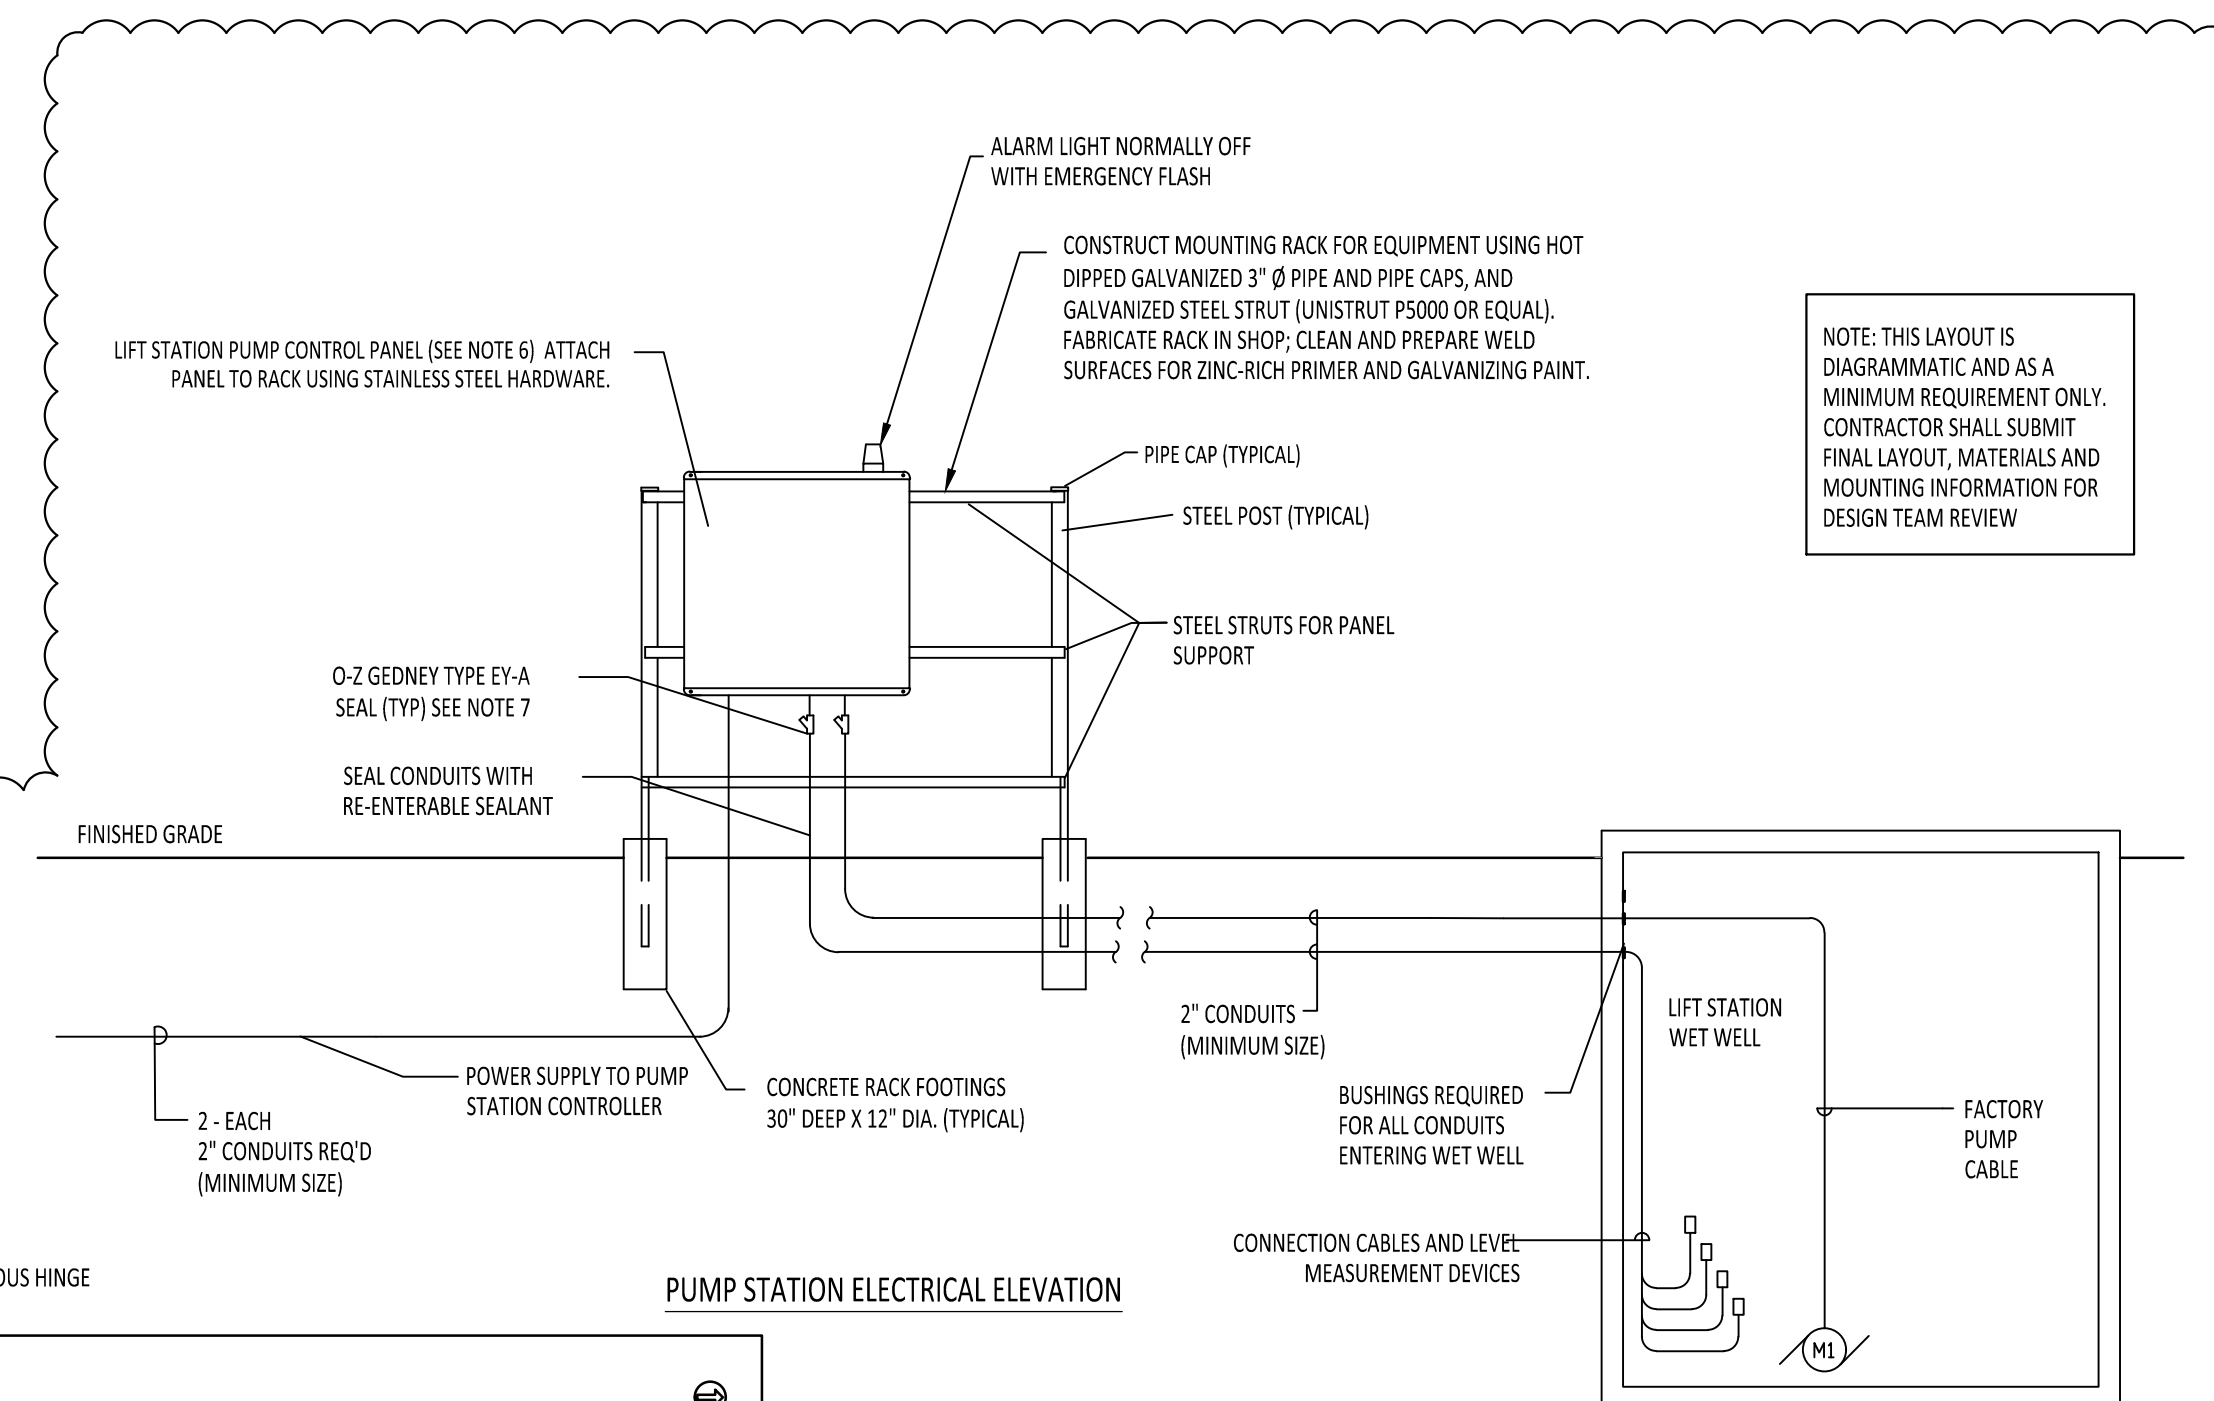 ALARM LIGHT NORMALLY OFF
WITH EMERGENCY FLASH
CONSTRUCT MOUNTING RACK FOR EQUIPMENT USING HOT
DIPPED GALVANIZED 3" Ø PIPE AND PIPE CAPS, AND
GALVANIZED STEEL STRUT (UNISTRUT P5000 OR EQUAL).
FABRICATE RACK IN SHOP; CLEAN AND PREPARE WELD
SURFACES FOR ZINC-RICH PRIMER AND GALVANIZING PAINT.
NOTE: THIS LAYOUT IS
DIAGRAMMATIC AND AS A
MINIMUM REQUIREMENT ONLY.
CONTRACTOR SHALL SUBMIT
FINAL LAYOUT, MATERIALS AND
MOUNTING INFORMATION FOR
DESIGN TEAM REVIEW
LIFT STATION PUMP CONTROL PANEL (SEE NOTE 6) ATTACH
PANEL TO RACK USING STAINLESS STEEL HARDWARE.
PIPE CAP (TYPICAL)
STEEL POST (TYPICAL)
STEEL STRUTS FOR PANEL
SUPPORT
O-Z GEDNEY TYPE EY-A
SEAL (TYP) SEE NOTE 7
SEAL CONDUITS WITH
RE-ENTERABLE SEALANT
FINISHED GRADE
2" CONDUITS
(MINIMUM SIZE)
LIFT STATION
WET WELL
POWER SUPPLY TO PUMP
STATION CONTROLLER
CONCRETE RACK FOOTINGS
30" DEEP X 12" DIA. (TYPICAL)
2 - EACH
2" CONDUITS REQ'D
(MINIMUM SIZE)
BUSHINGS REQUIRED
FOR ALL CONDUITS
ENTERING WET WELL
FACTORY
PUMP
CABLE
CONNECTION CABLES AND LEVEL
MEASUREMENT DEVICES
M1
OUS HINGE
PUMP STATION ELECTRICAL ELEVATION